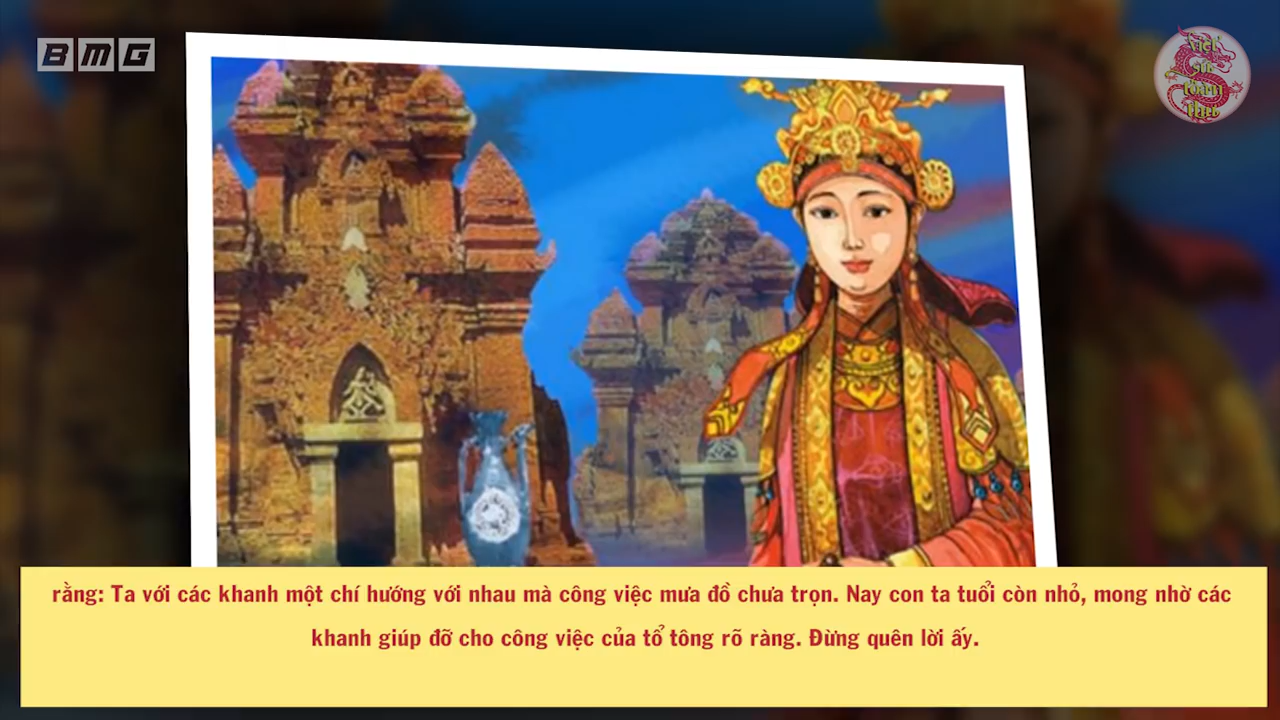 BMG
rằng: Ta với các khanh một chí hướng với nhau mà công việc mưa đồ chưa trọn. Nay con ta tuổi còn nhỏ, mong nhờ các
khanh giúp đỡ cho công việc của tổ tông rõ ràng. Đừng quên lời ấy.